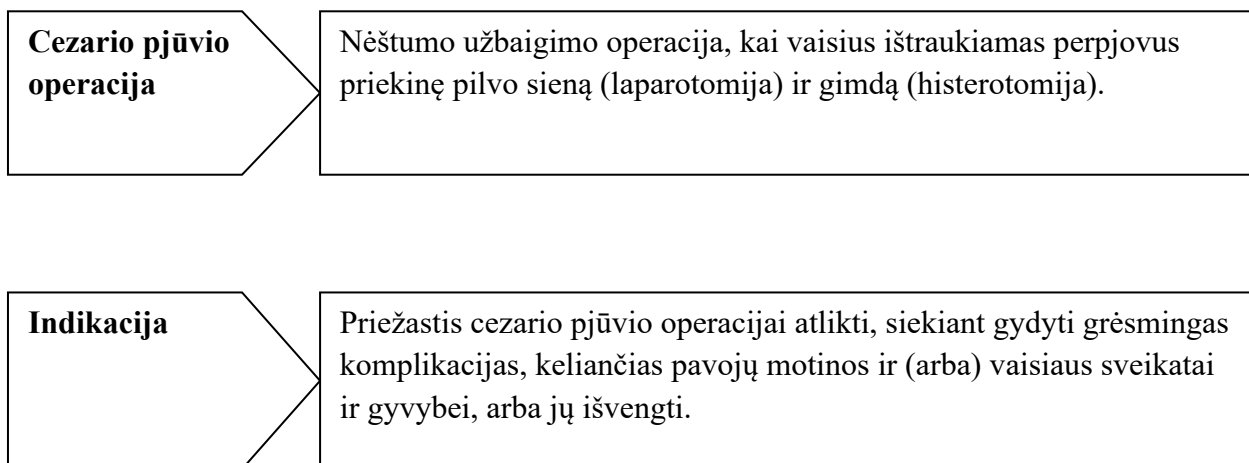 Cezario pjūvio
operacija
Nėštumo užbaigimo operacija, kai vaisius ištraukiamas perpjovus
priekinę pilvo sieną (laparotomija) ir gimdą (histerotomija).
Indikacija
Priežastis cezario pjūvio operacijai atlikti, siekiant gydyti grėsmingas
komplikacijas, keliančias pavojų motinos ir (arba) vaisiaus sveikatai
ir gyvybei, arba jų išvengti.